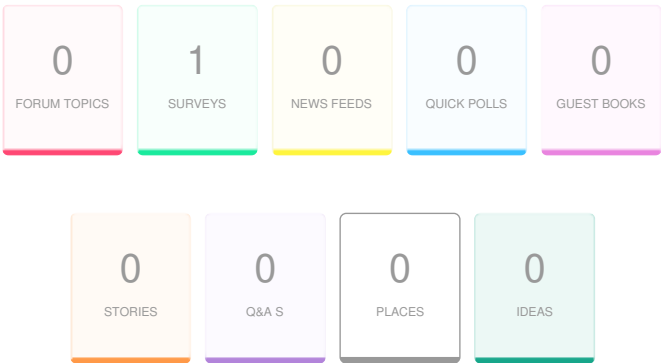 0 1 0 0 0
FORUM TOPICS SURVEYS NEWS FEEDS QUICK POLLS GUEST BOOKS
0 0 0 0
STORIES Q&A S PLACES IDEAS